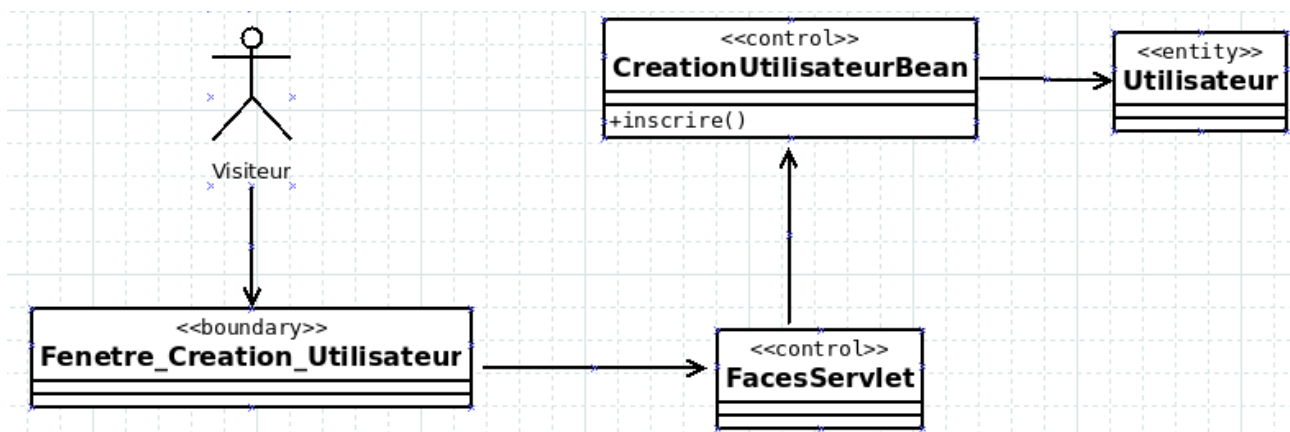 Visiteur
<<boundary>>
Fenetre_Creation_Utilisateur
<<control>>
FacesServlet
<<control>>
CreationUtilisateurBean
+inscrire()
<<entity>>
Utilisateur